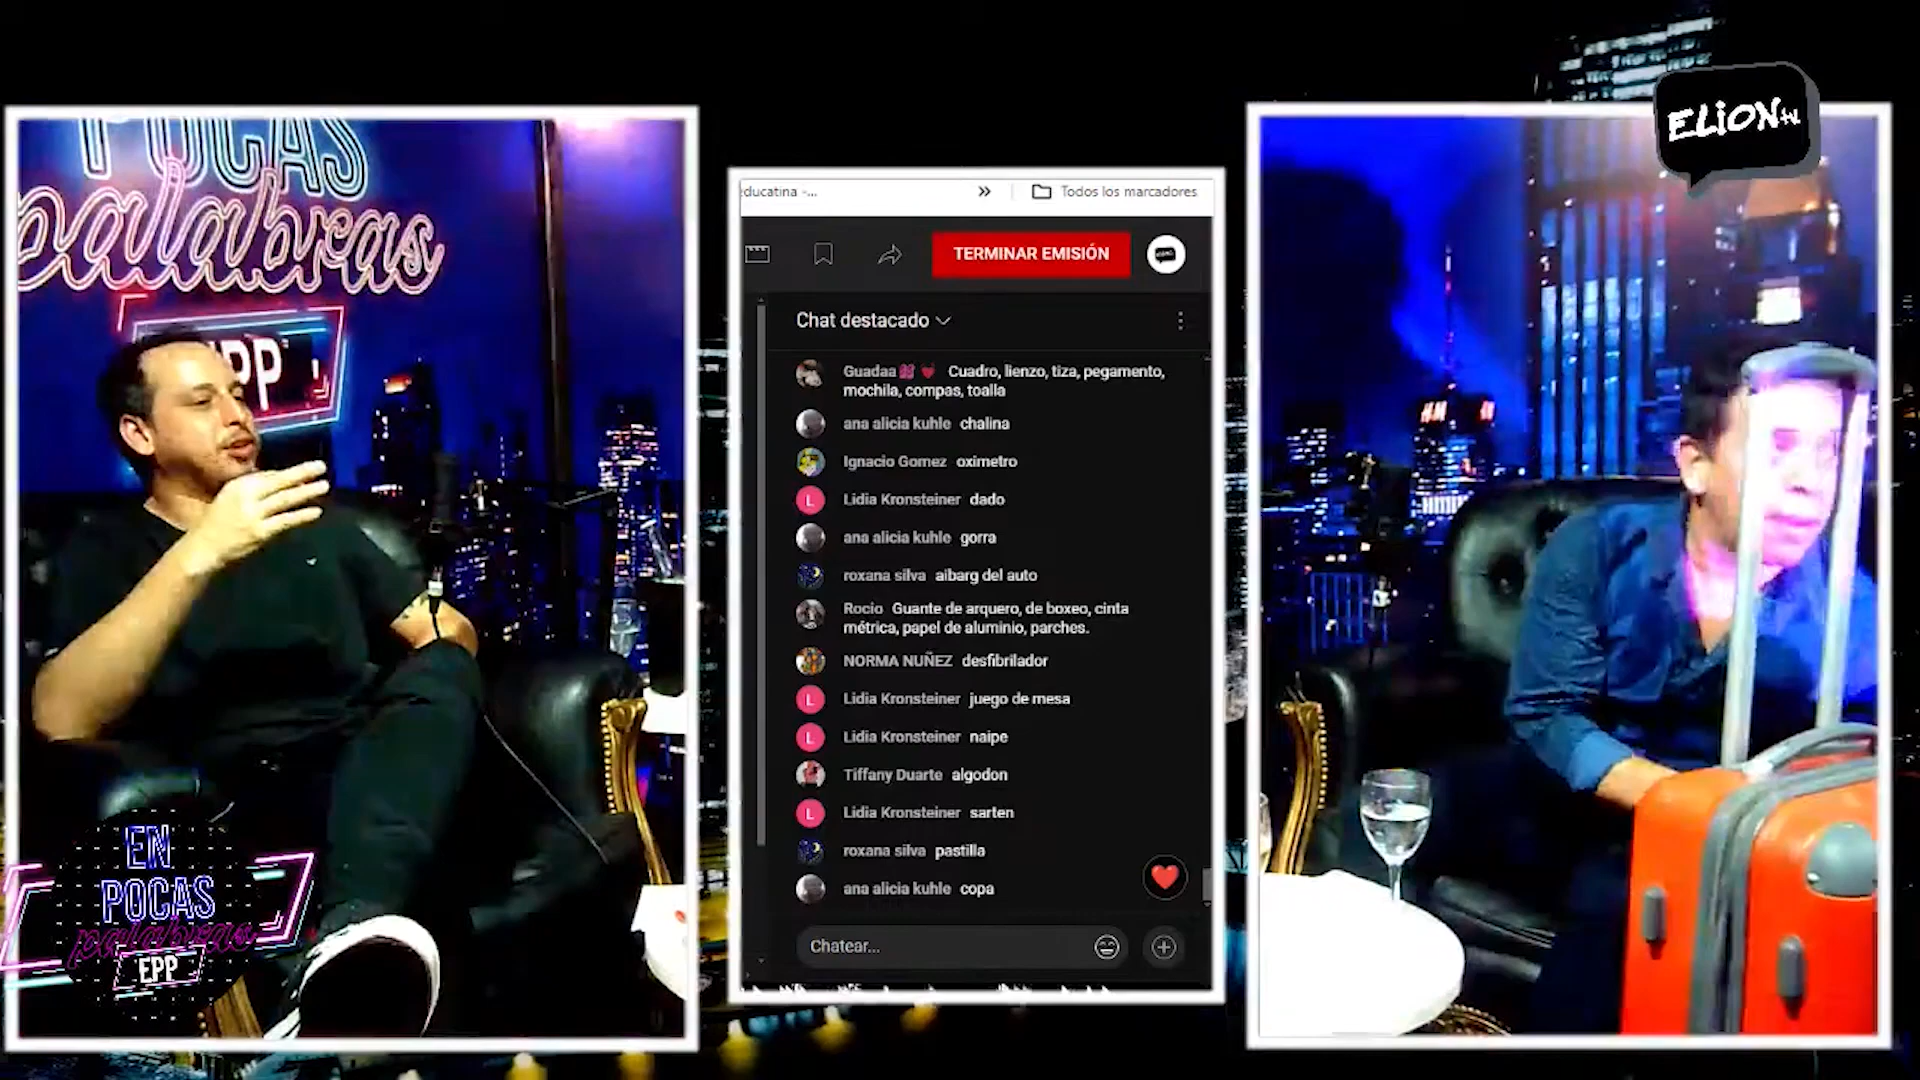 POCAS
palabras
EPP
EN
POCAS
palabras
EPP
educatina -...
»
Todos los marcadores
TERMINAR EMISIÓN
Chat destacado
Guadaa Cuadro, lienzo, tiza, pegamento,
mochila, compas, toalla
ana alicia kuhle chalina
Ignacio Gomez oximetro
L Lidia Kronsteiner dado
ana alicia kuhle gorra
roxana silva aibarg del auto
Rocio Guante de arquero, de boxeo, cinta
métrica, papel de aluminio, parches.
NORMA NUÑEZ desfibrilador
L Lidia Kronsteiner juego de mesa
L Lidia Kronsteiner naipe
Tiffany Duarte algodon
L Lidia Kronsteiner sarten
roxana silva pastilla
ana alicia kuhle copa
Chatear...
ELiON tv
H&M